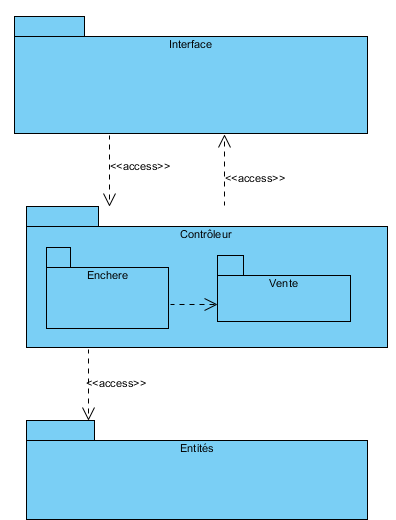 Interface
<<access>>
<<access>>
Contrôleur
Enchere
Vente
<<access>>
Entités